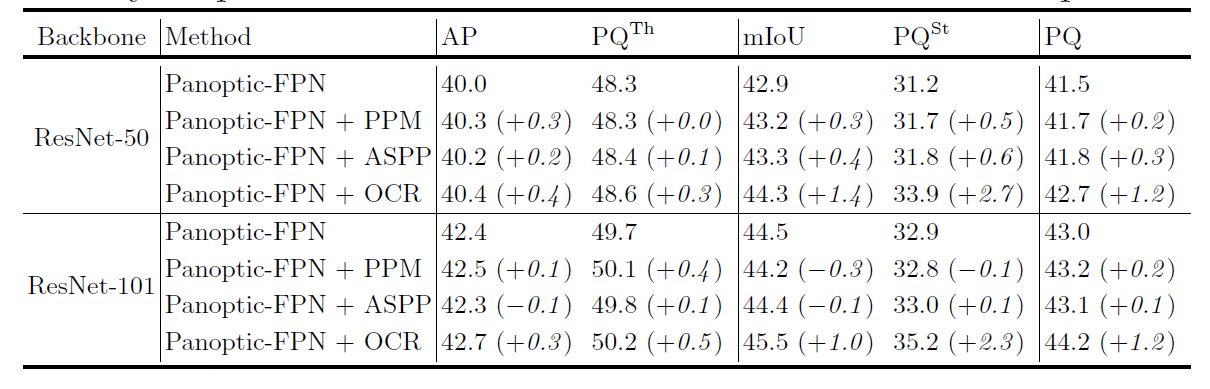 Backbone Method AP PQ^Th mIoU PQ^St PQ
Panoptic-FPN 40.0 48.3 42.9 31.2 41.5
Panoptic-FPN + PPM 40.3 (+0.3) 48.3 (+0.0) 43.2 (+0.3) 31.7 (+0.5) 41.7 (+0.2)
ResNet-50
Panoptic-FPN + ASPP 40.2 (+0.2) 48.4 (+0.1) 43.3 (+0.4) 31.8 (+0.6) 41.8 (+0.3)
Panoptic-FPN + OCR 40.4 (+0.4) 48.6 (+0.3) 44.3 (+1.4) 33.9 (+2.7) 42.7 (+1.2)
Panoptic-FPN 42.4 49.7 44.5 32.9 43.0
Panoptic-FPN + PPM 42.5 (+0.1) 50.1 (+0.4) 44.2 (−0.3) 32.8 (−0.1) 43.2 (+0.2)
ResNet-101
Panoptic-FPN + ASPP 42.3 (−0.1) 49.8 (+0.1) 44.4 (−0.1) 33.0 (+0.1) 43.1 (+0.1)
Panoptic-FPN + OCR 42.7 (+0.3) 50.2 (+0.5) 45.5 (+1.0) 35.2 (+2.3) 44.2 (+1.2)